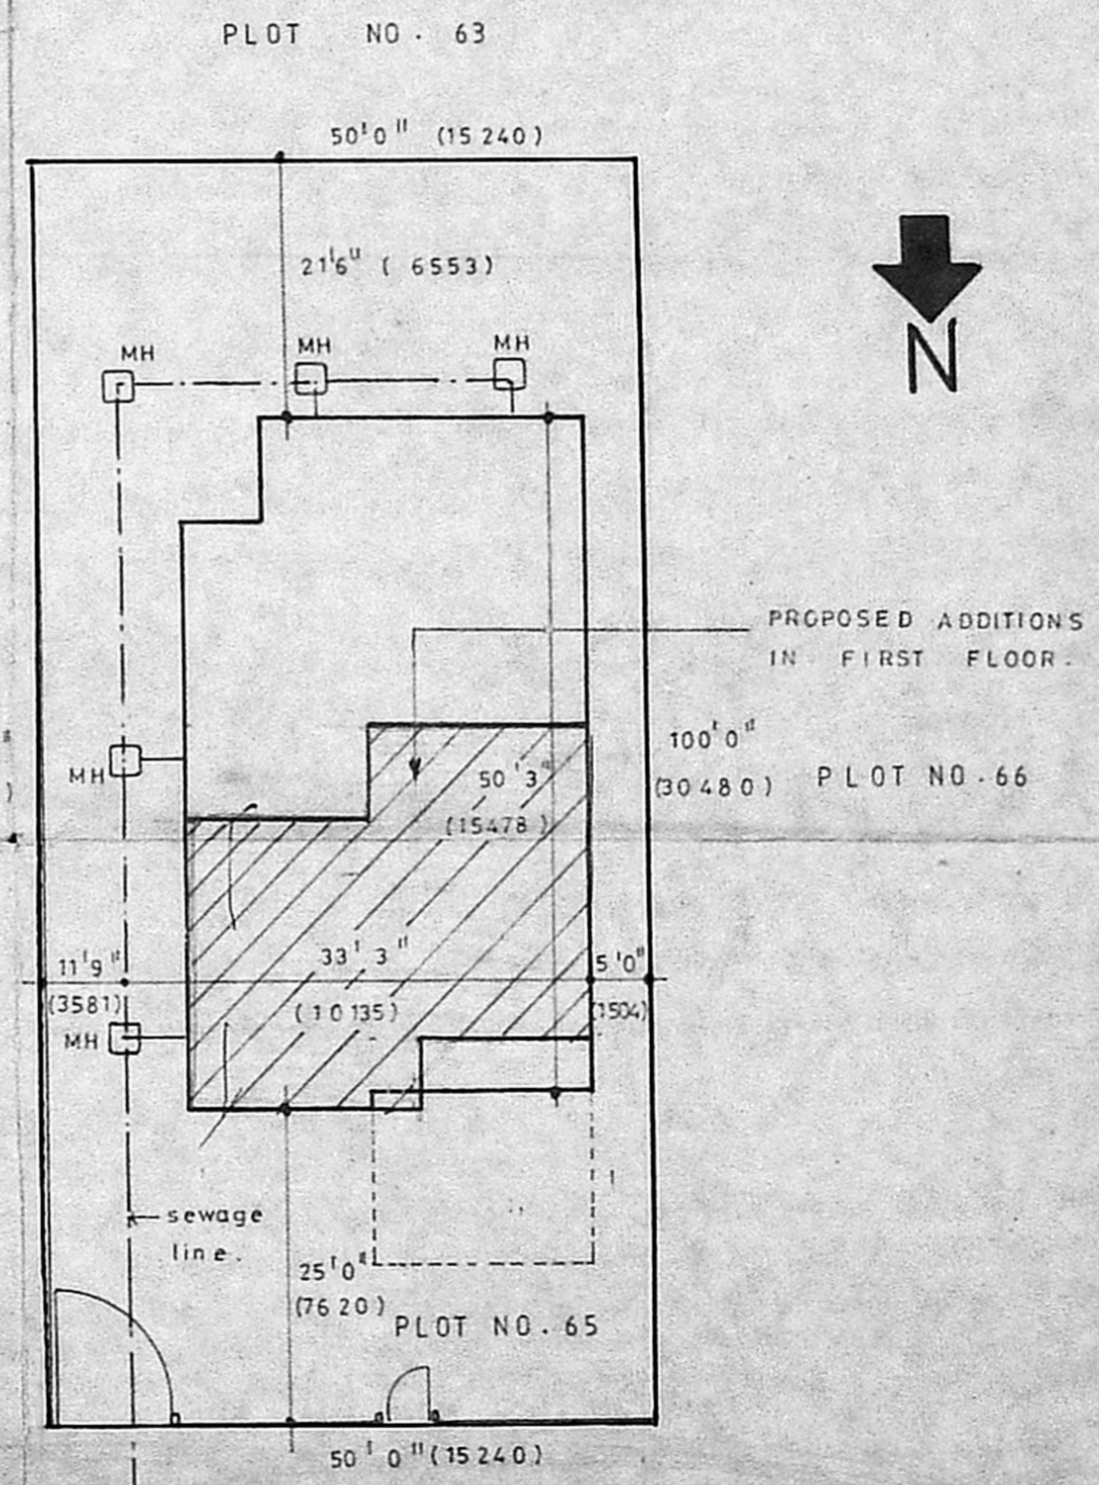 PLOT NO. 63
50'0" (15 240)
21'6" ( 6553)
N
MH
MH
MH
PROPOSED ADDITIONS
IN FIRST FLOOR.
100'0"
(30480)
PLOT NO. 66
MH
50'3"
(15478)
11'9"
(3581)
33'3"
(10135)
5'0"
(1504)
MH
sewage
line.
25'0"
(7620)
PLOT NO. 65
50'0" (15240)